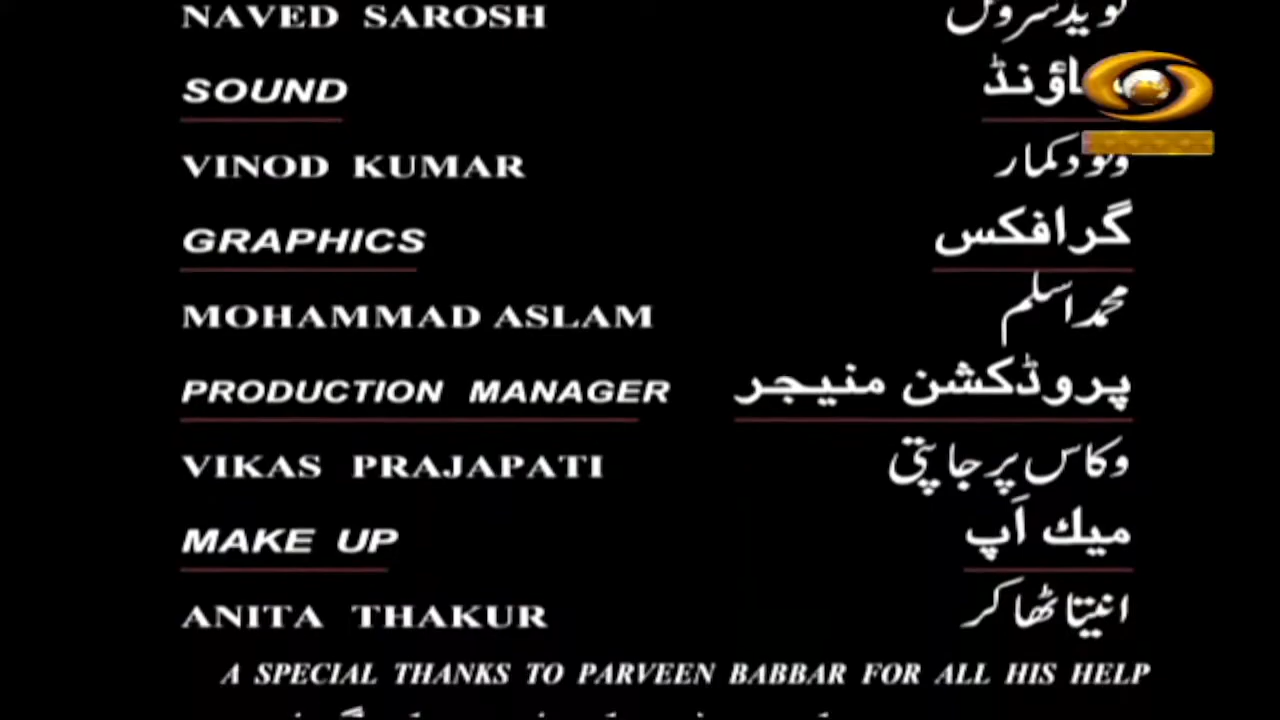 NAVED SAROSH نوید سروش
SOUND ساؤنڈ
VINOD KUMAR ونود کمار
GRAPHICS گرافکس
MOHAMMAD ASLAM محمد اسلم
PRODUCTION MANAGER پروڈکشن منیجر
VIKAS PRAJAPATI وکاس پرجاپتی
MAKE UP میك اَپ
ANITA THAKUR انیتا ٹھاکر
A SPECIAL THANKS TO PARVEEN BABBAR FOR ALL HIS HELP